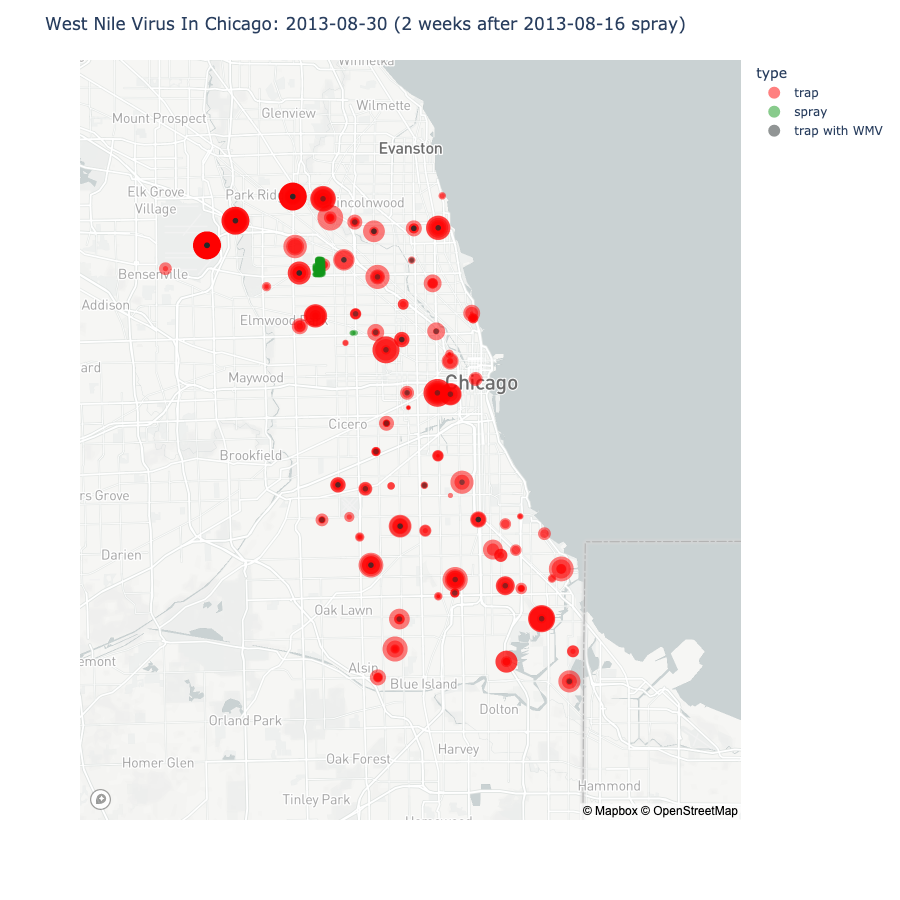 West Nile Virus In Chicago: 2013-08-30 (2 weeks after 2013-08-16 spray)
type
trap
spray
trap with WMV
Winnetka
Wilmette
Glenview
Mount Prospect
Evanston
Elk Grove
Village
Park Rid
incolnwood
Bensenville
Addison
Elmwood
ard
Maywood
Chicago
Cicero
Brookfield
rs Grove
Darien
Oak Lawn
emont
Alsip
Blue Island
Dolton
Orland Park
Harvey
Homer Glen
Oak Forest
Hammond
Tinley Park
© Mapbox © OpenStreetMap